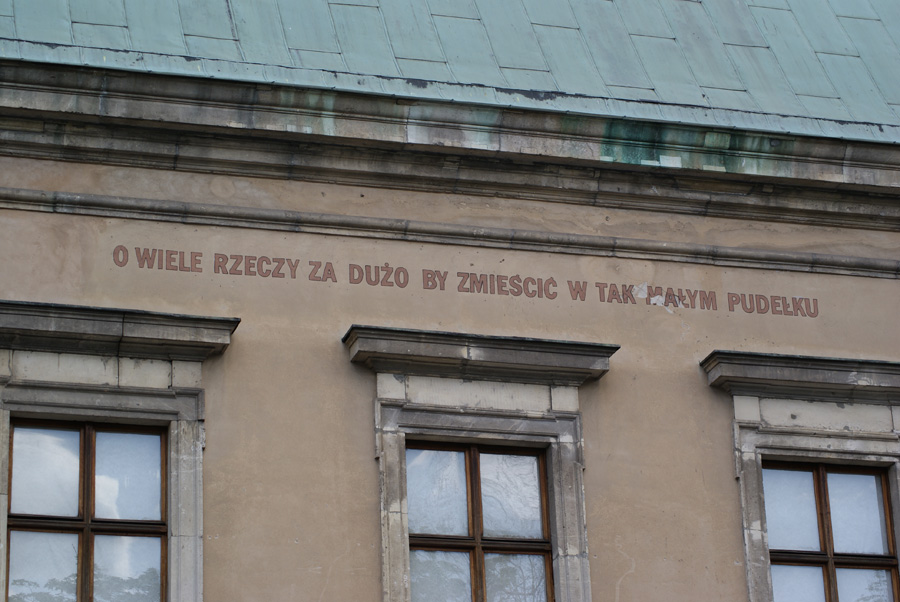 O WIELE RZECZY ZA DUŻO BY ZMIEŚCIĆ W TAK MAŁYM PUDEŁKU